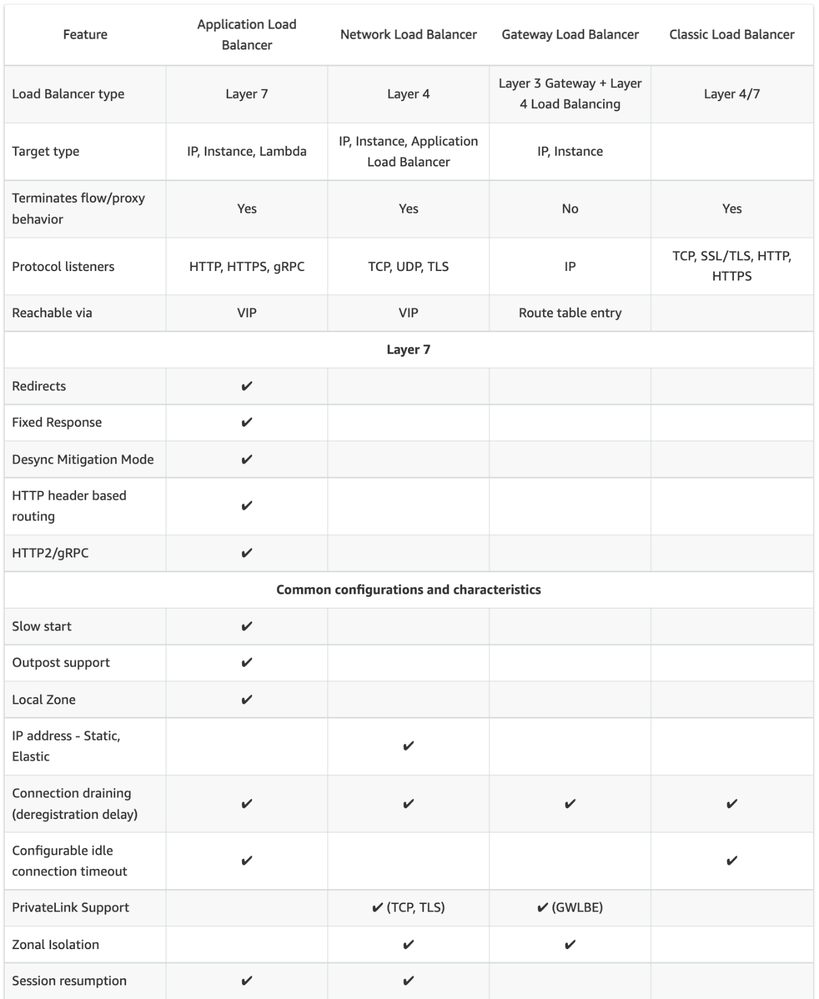 Feature
Application Load
Balancer
Network Load Balancer
Gateway Load Balancer
Classic Load Balancer
Load Balancer type
Layer 7
Layer 4
Layer 3 Gateway + Layer
4 Load Balancing
Layer 4/7
Target type
IP, Instance, Lambda
IP, Instance, Application
Load Balancer
IP, Instance
Terminates flow/proxy
behavior
Yes
Yes
No
Yes
Protocol listeners
HTTP, HTTPS, gRPC
TCP, UDP, TLS
IP
TCP, SSL/TLS, HTTP,
HTTPS
Reachable via
VIP
VIP
Route table entry
Layer 7
Redirects
✔
Fixed Response
✔
Desync Mitigation Mode
✔
HTTP header based
routing
✔
HTTP2/gRPC
✔
Common configurations and characteristics
Slow start
✔
Outpost support
✔
Local Zone
✔
IP address - Static,
Elastic
✔
Connection draining
(deregistration delay)
✔
✔
✔
✔
Configurable idle
connection timeout
✔
✔
PrivateLink Support
✔ (TCP, TLS)
✔ (GWLBE)
Zonal Isolation
✔
✔
Session resumption
✔
✔